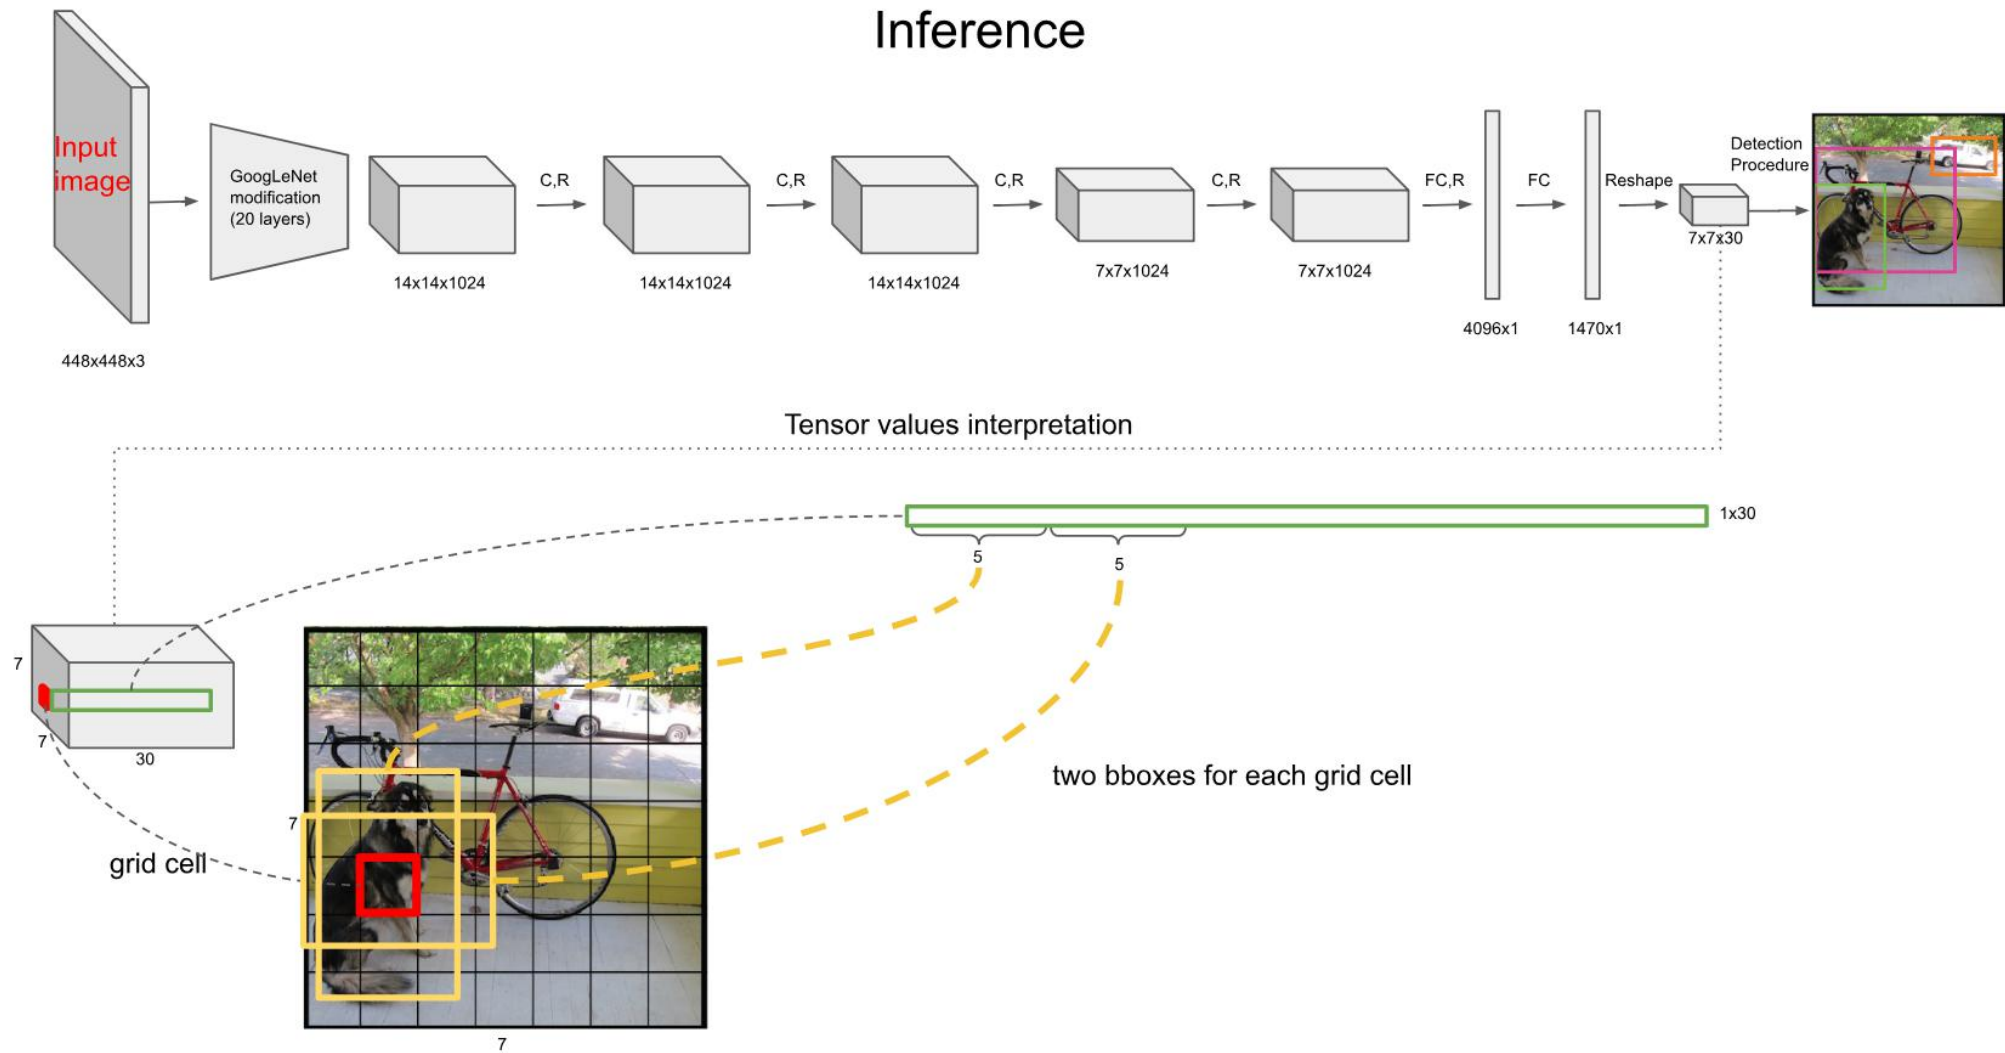 Inference
Input
image
GoogLeNet
modification
(20 layers)
C,R
C,R
C,R
C,R
FC,R
FC
Reshape
Detection
Procedure
448x448x3
14x14x1024
14x14x1024
14x14x1024
7x7x1024
7x7x1024
4096x1
1470x1
7x7x30
Tensor values interpretation
1x30
5
5
7
7
30
two bboxes for each grid cell
7
grid cell
7